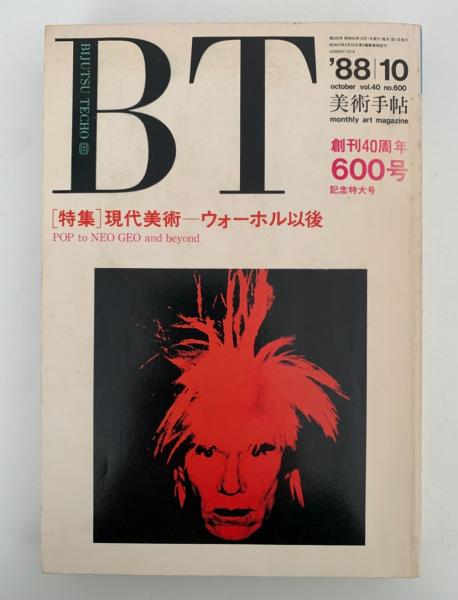 BT
BIJUTSU TECHO
'88|10
october vol.40 no.600
美術手帖
monthly art magazine
創刊40周年
600号
記念特大号
[特集]現代美術—ウォーホル以後
POP to NEO GEO and beyond